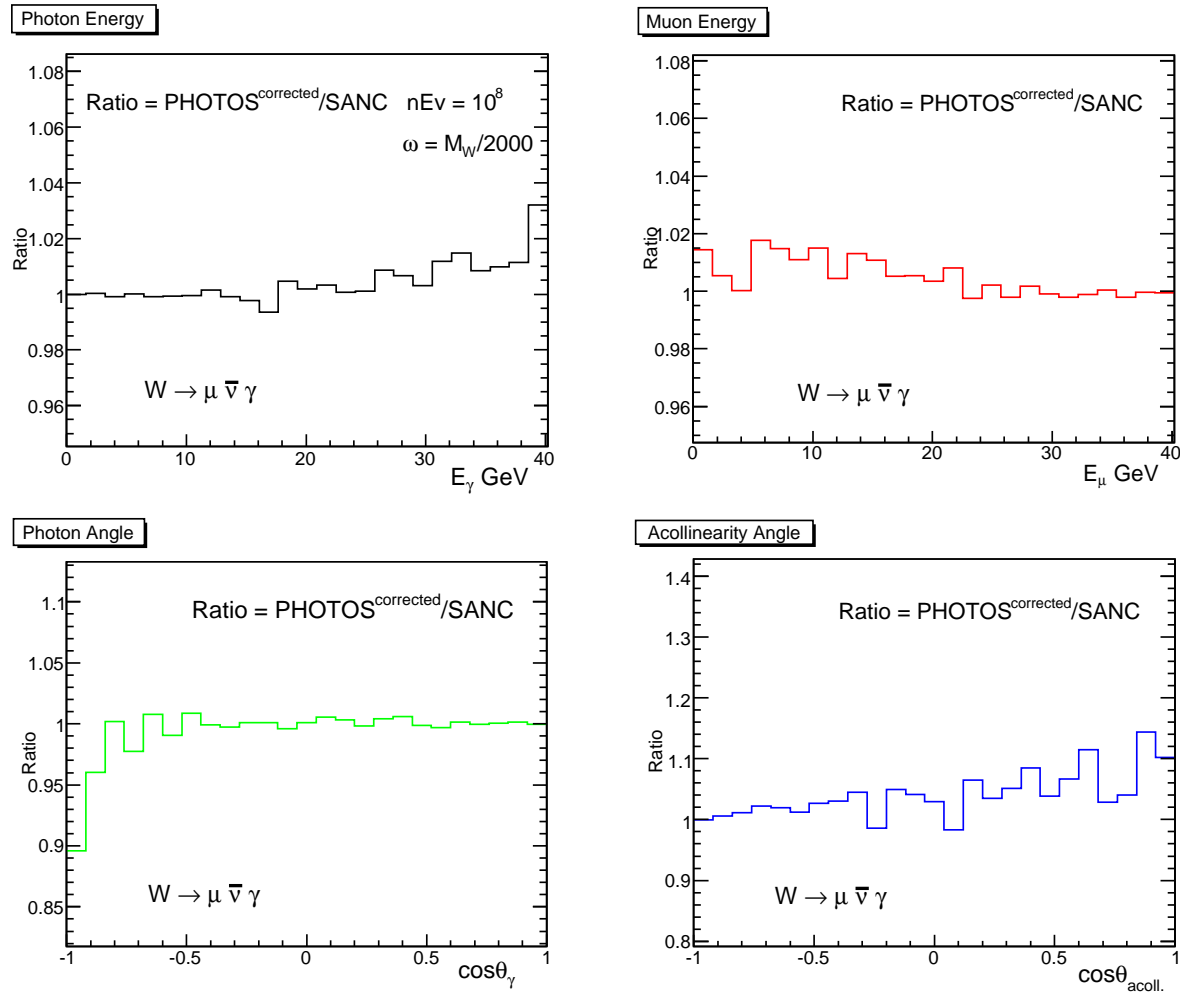 Photon Energy
Ratio = PHOTOS^corrected/SANC nEv = 10^8
ω = M_W/2000
W → μ ν̅ γ
Ratio
1.08
1.06
1.04
1.02
1
0.98
0.96
0 10 20 30 40
E_γ GeV
Muon Energy
Ratio = PHOTOS^corrected/SANC
W → μ ν̅ γ
Ratio
1.08
1.06
1.04
1.02
1
0.98
0.96
0 10 20 30 40
E_μ GeV
Photon Angle
Ratio = PHOTOS^corrected/SANC
W → μ ν̅ γ
Ratio
1.1
1.05
1
0.95
0.9
0.85
-1 -0.5 0 0.5 1
cosθ_γ
Acollinearity Angle
Ratio = PHOTOS^corrected/SANC
W → μ ν̅ γ
Ratio
1.4
1.3
1.2
1.1
1
0.9
0.8
-1 -0.5 0 0.5 1
cosθ_acoll.